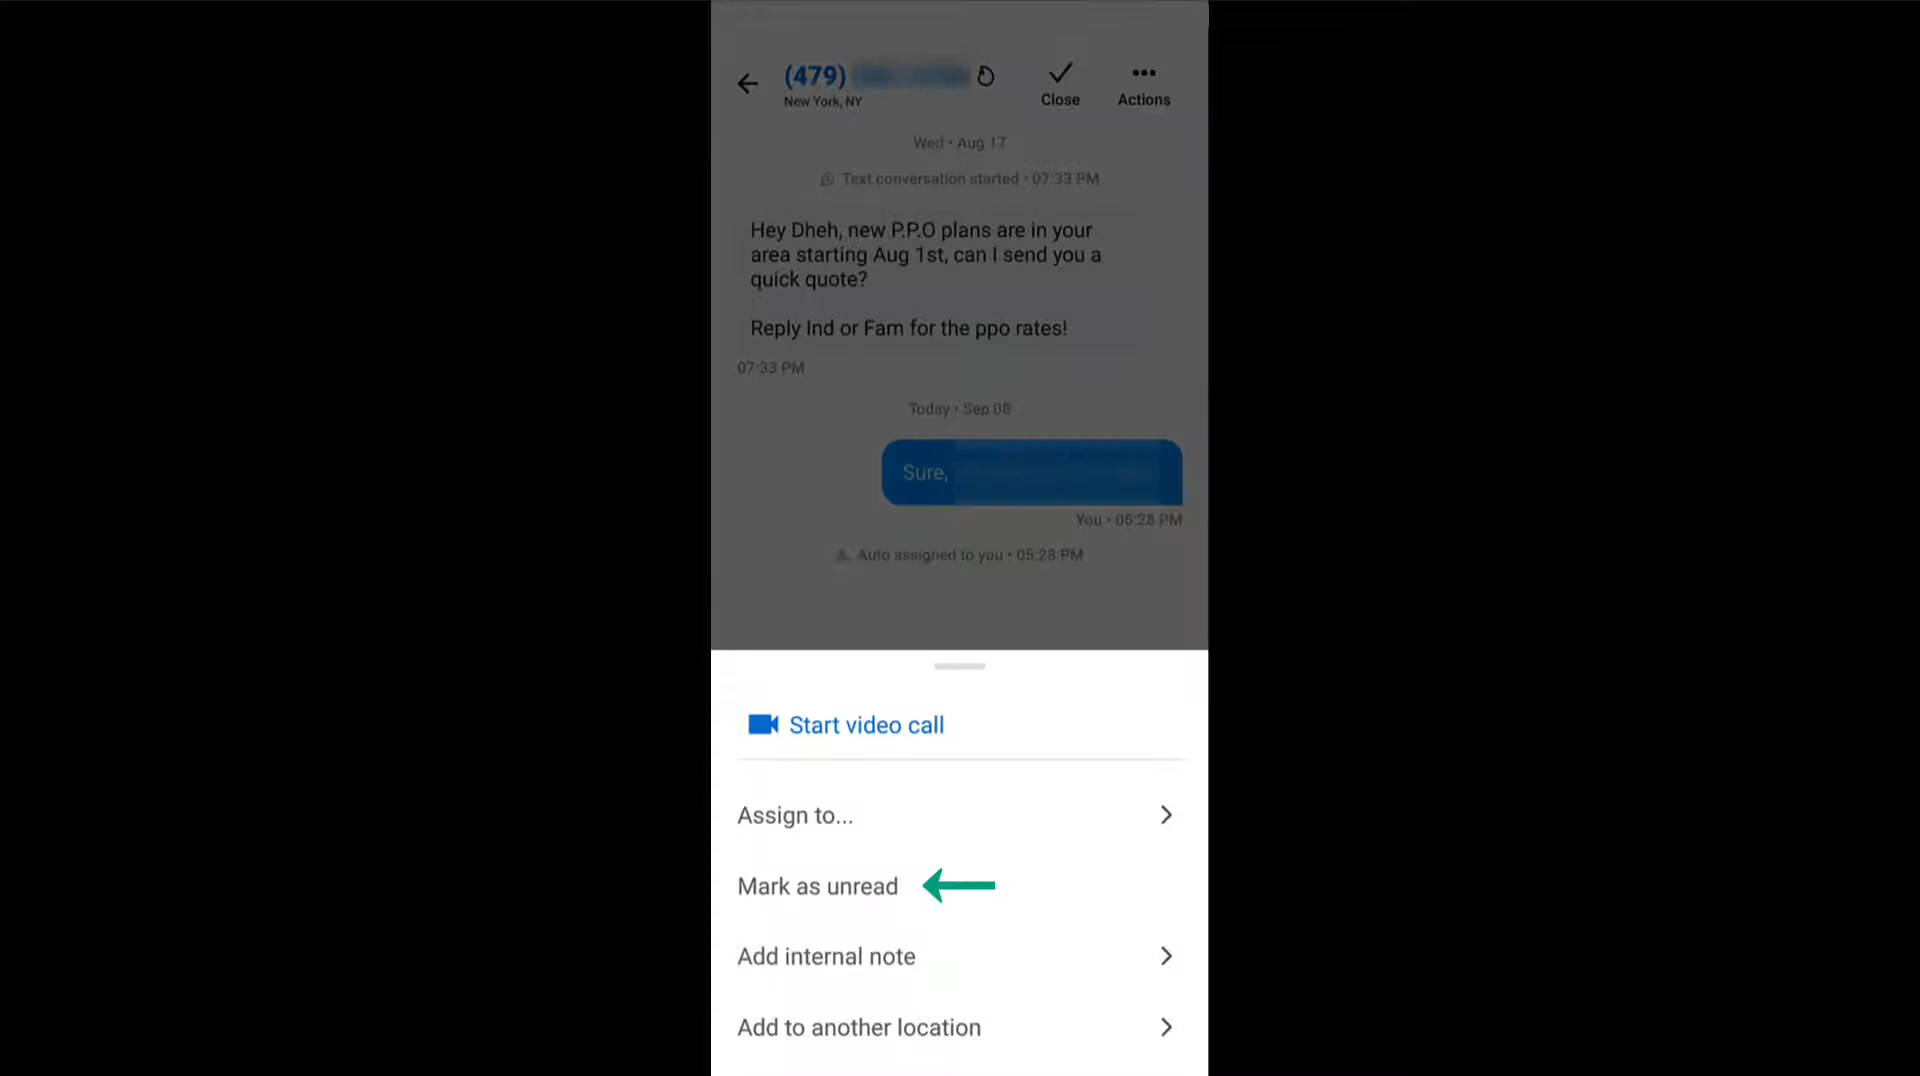 (479)
New York, NY
Close
Actions
Wed • Aug 17
Text conversation started • 07:33 PM
Hey Dheh, new P.P.O plans are in your
area starting Aug 1st, can I send you a
quick quote?
Reply Ind or Fam for the ppo rates!
07:33 PM
Today • Sep 08
Sure,
You • 05:28 PM
Auto assigned to you • 05:28 PM
Start video call
Assign to...
Mark as unread
Add internal note
Add to another location